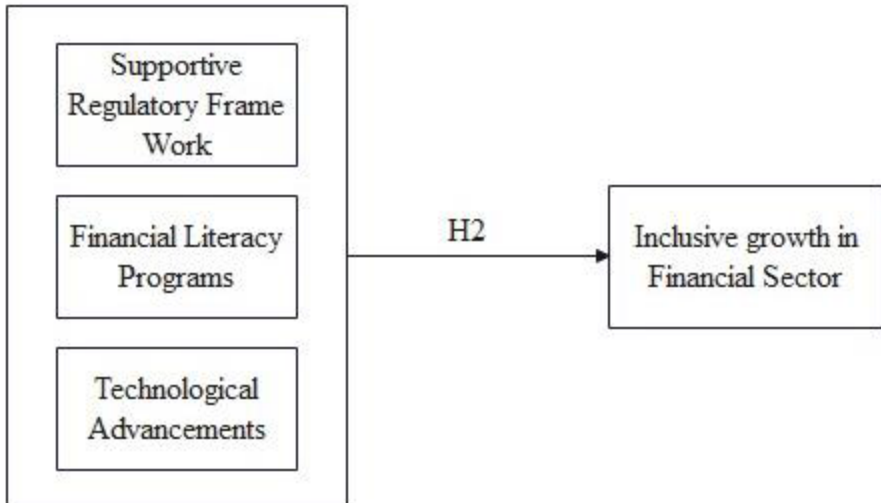 Supportive
Regulatory Frame
Work
Financial Literacy
Programs
Technological
Advancements
H2
Inclusive growth in
Financial Sector